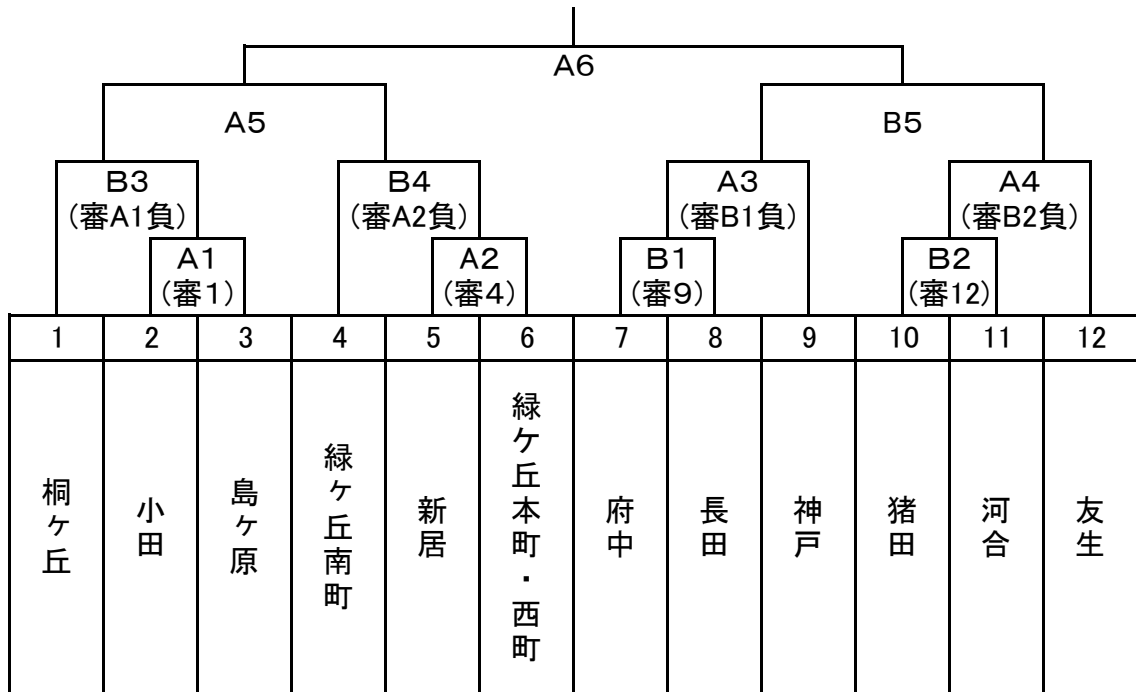 A6
A5
B5
B3
(審A1負)
B4
(審A2負)
A3
(審B1負)
A4
(審B2負)
A1
(審1)
A2
(審4)
B1
(審9)
B2
(審12)
1
2
3
4
5
6
7
8
9
10
11
12
桐ヶ丘
小田
島ヶ原
緑ヶ丘南町
新居
緑ケ丘本町・西町
府中
長田
神戸
猪田
河合
友生